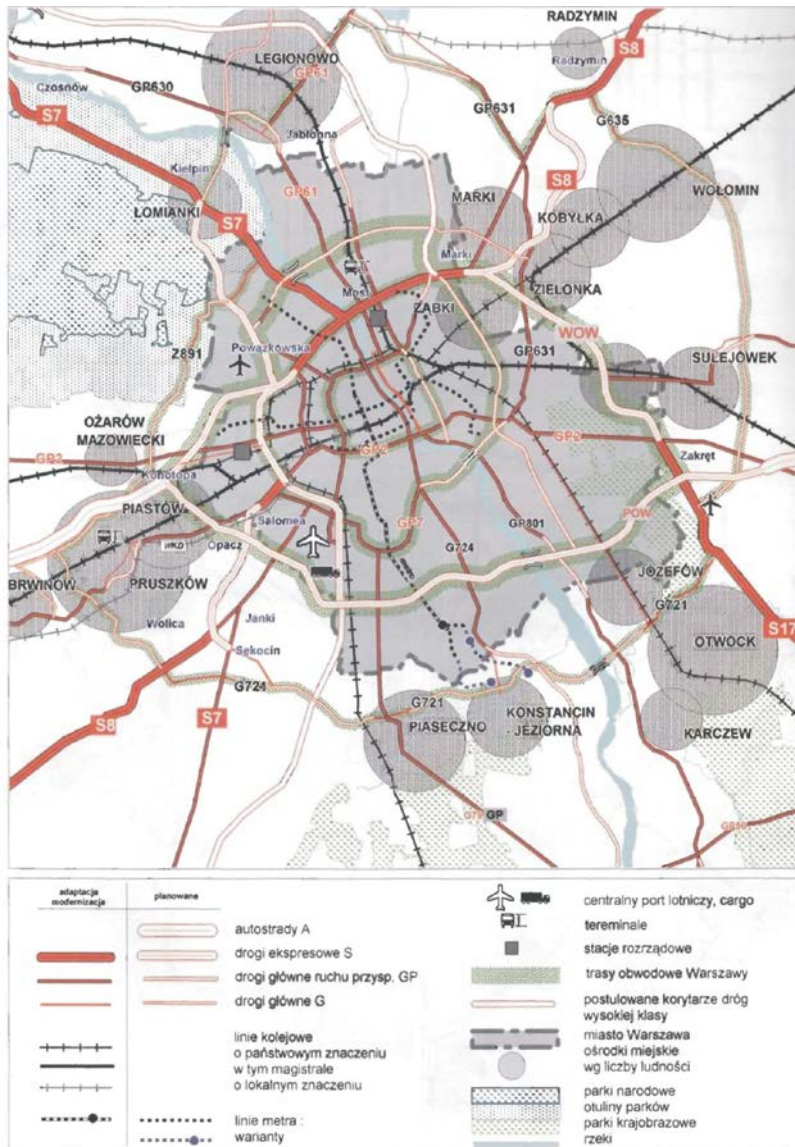 RADZYMIN
S8
Radzymin
LEGIONOWO
GP61
Czosnów
GP630
GP631
G635
S7
Jabłonna
Kiełpin
GP61
S8
WOŁOMIN
ŁOMIANKI
MARKI
KOBYŁKA
S7
Marki
ZIELONKA
Most
ZĄBKI
WOW
Z891
Powązkowska
GP631
SULEJÓWEK
OŻARÓW
MAZOWIECKI
GP2
GP2
GP2
Zakręt
Konotopa
PIASTÓW
GP7
POW
Salomea
G724
GP801
WKD
Opacz
JÓZEFÓW
BRWINÓW
PRUSZKÓW
G721
Wolica
Janki
S17
Sękocin
OTWOCK
G724
G721
KONSTANCIN
-JEZIORNA
S8
S7
PIASECZNO
KARCZEW
G79 GP
adaptacja
modernizacja
planowane
autostrady A
drogi ekspresowe S
drogi główne ruchu przysp. GP
drogi główne G
linie kolejowe
o państwowym znaczeniu
w tym magistrale
o lokalnym znaczeniu
linie metra :
warianty
centralny port lotniczy, cargo
tereminale
stacje rozrządowe
trasy obwodowe Warszawy
postulowane korytarze dróg
wysokiej klasy
miasto Warszawa
ośrodki miejskie
wg liczby ludności
parki narodowe
otuliny parków
parki krajobrazowe
rzeki